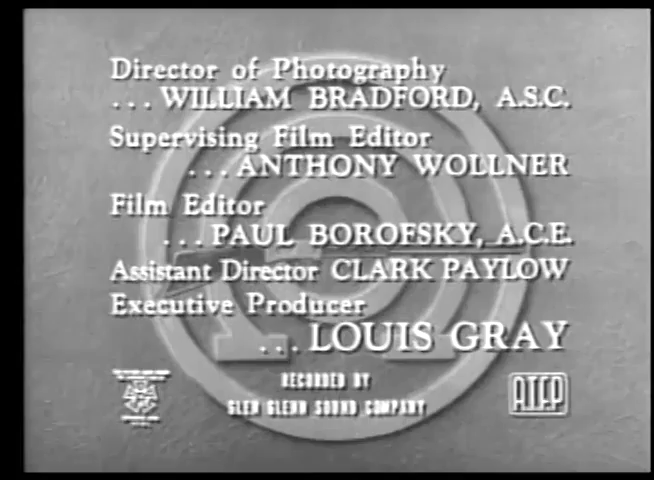 Director of Photography
... WILLIAM BRADFORD, A.S.C.
Supervising Film Editor
... ANTHONY WOLLNER
Film Editor
... PAUL BOROFSKY, A.C.E.
Assistant Director CLARK PAYLOW
Executive Producer
... LOUIS GRAY
RECORDED BY
GLEN GLENN SOUND COMPANY